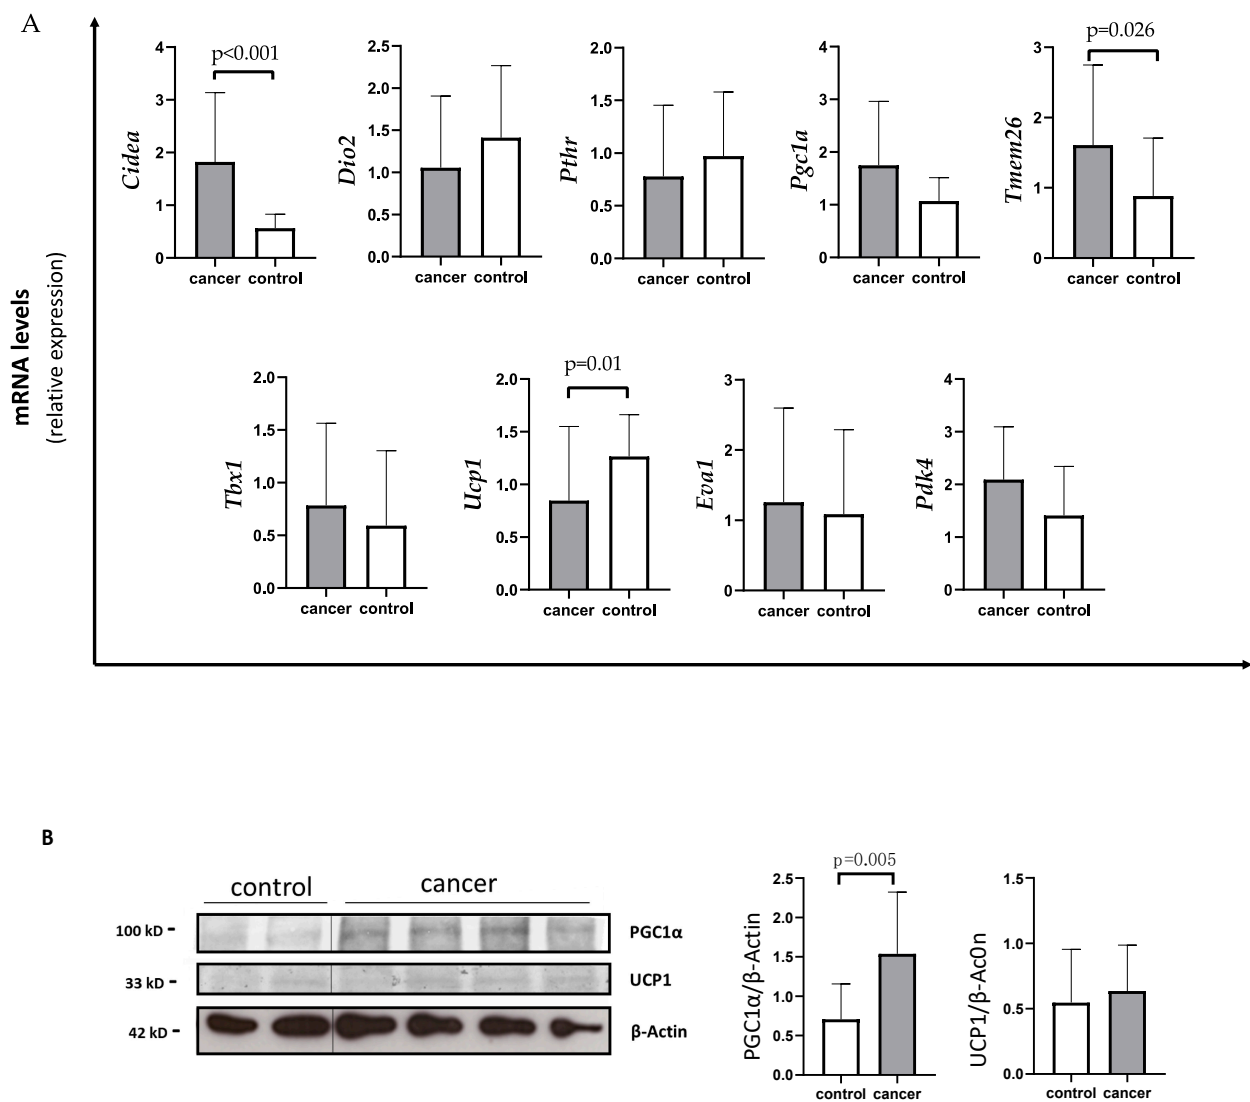 A
mRNA levels
(relative expression)
Cidea
4
3
2
1
0
p<0.001
cancer control
Dio2
2.5
2.0
1.5
1.0
0.5
0.0
cancer control
Pthr
2.0
1.5
1.0
0.5
0.0
cancer control
Pgc1a
4
3
2
1
0
cancer control
Tmem26
3
2
1
0
p=0.026
cancer control
Tbx1
2.0
1.5
1.0
0.5
0.0
cancer control
Ucp1
2.0
1.5
1.0
0.5
0.0
p=0.01
cancer control
Eva1
3
2
1
0
cancer control
Pdk4
4
3
2
1
0
cancer control
B
control cancer
100 kD - PGC1α
33 kD - UCP1
42 kD - β-Actin
PGC1α/β-Actin
2.5
2.0
1.5
1.0
0.5
0.0
p=0.005
control cancer
UCP1/β-Ac0n
1.5
1.0
0.5
0.0
control cancer